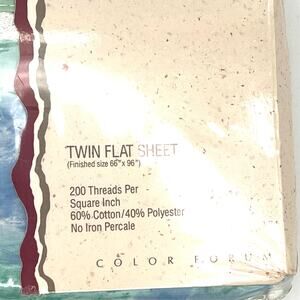 TWIN FLAT SHEET
(Finished size 66" x 96")
200 Threads Per
Square Inch
60% Cotton/40% Polyester
No Iron Percale
COLOR FORUM